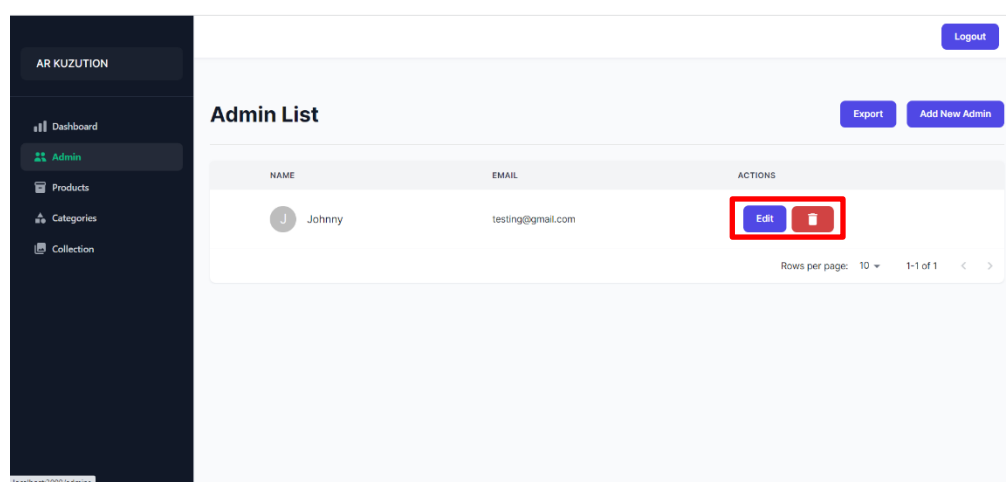 Logout
AR KUZUTION
Admin List
Export
Add New Admin
Dashboard
Admin
Products
Categories
Collection
NAME EMAIL ACTIONS
J Johnny testing@gmail.com Edit
Rows per page: 10 1-1 of 1